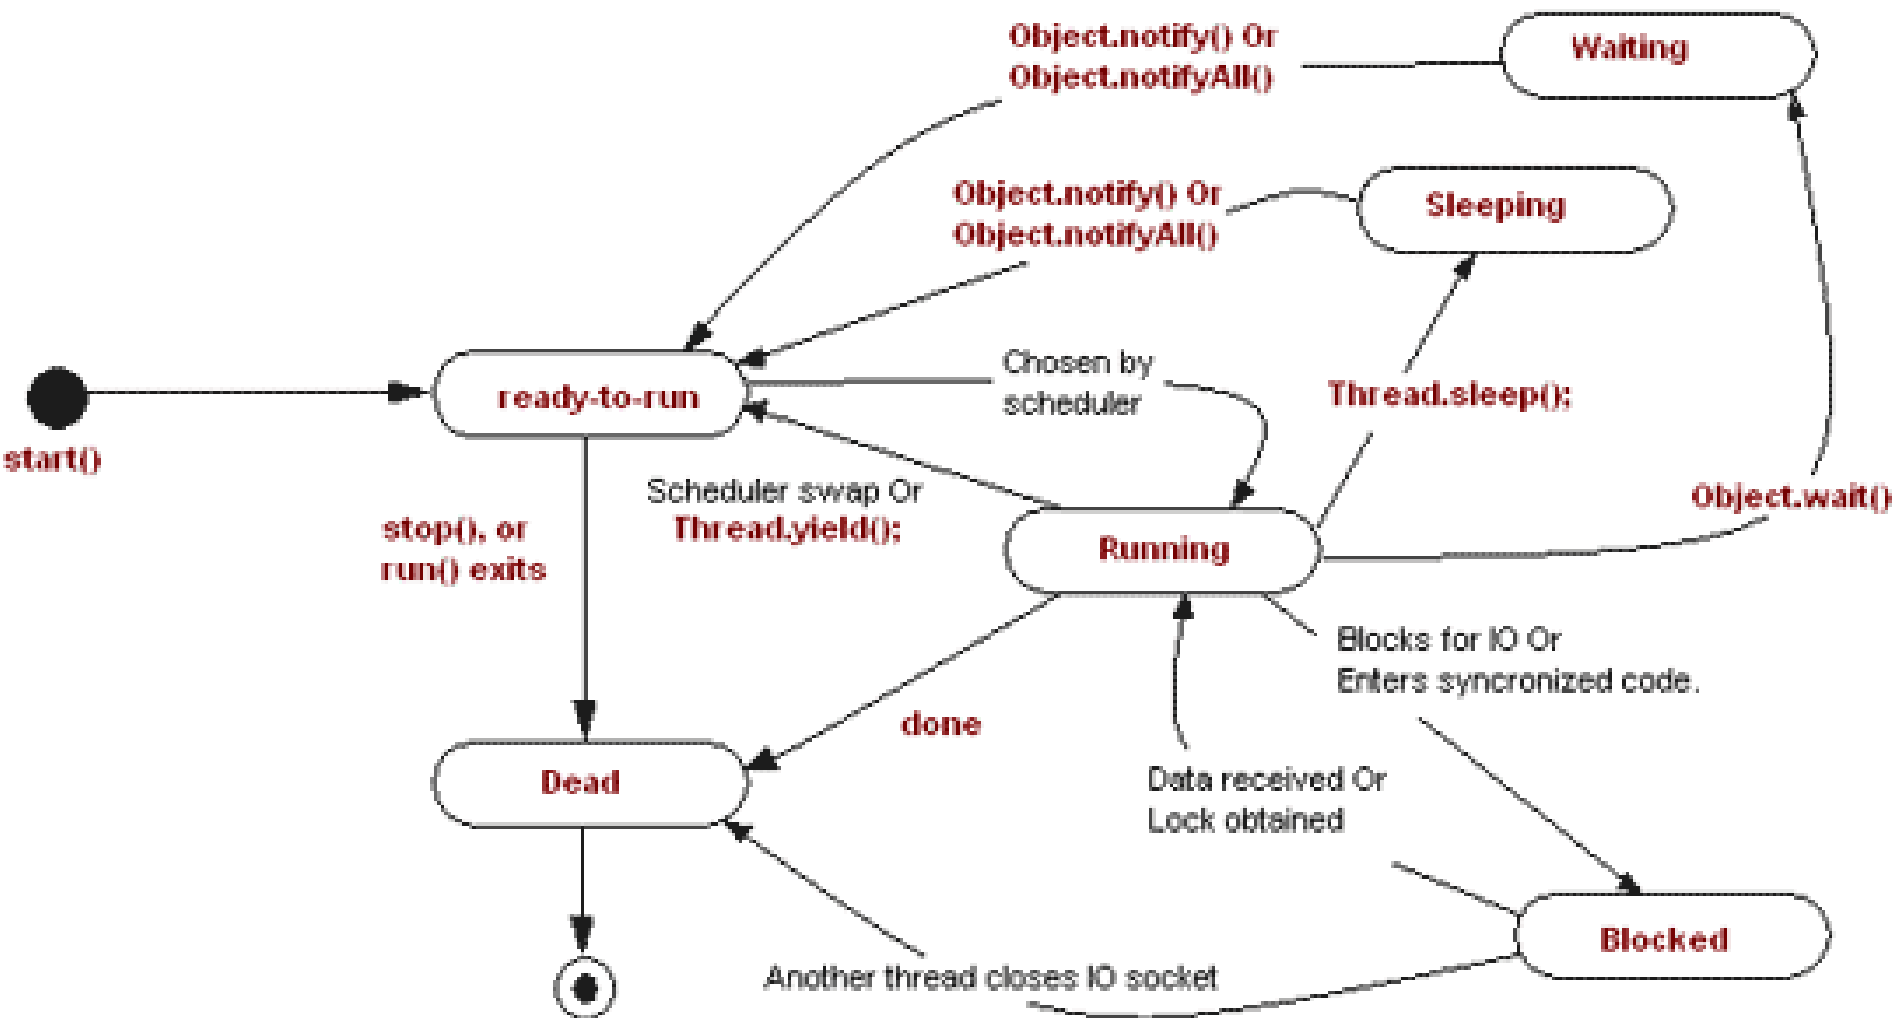 Object.notify() Or
Object.notifyAll()
Waiting
Object.notify() Or
Object.notifyAll()
Sleeping
Chosen by
scheduler
ready-to-run
Thread.sleep();
start()
Scheduler swap Or
Thread.yield();
Object.wait()
stop(), or
run() exits
Running
Blocks for IO Or
Enters syncronized code.
done
Dead
Data received Or
Lock obtained
Blocked
Another thread closes IO socket